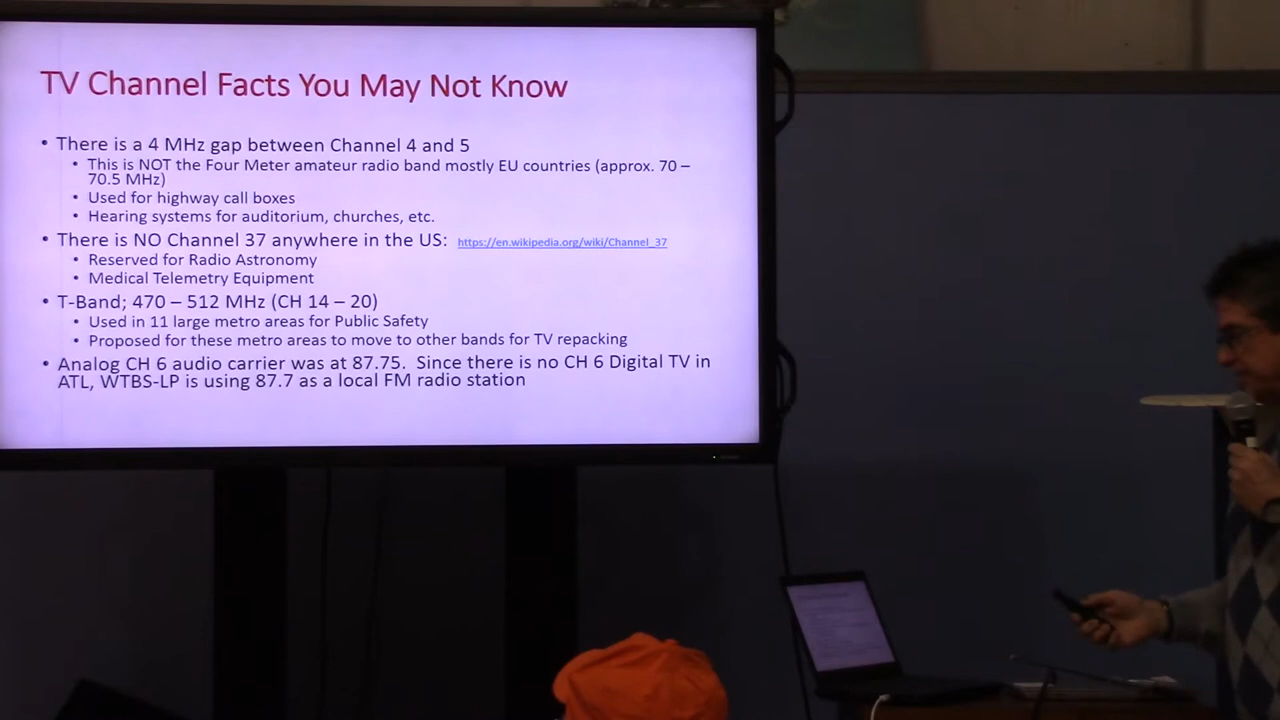 TV Channel Facts You May Not Know
• There is a 4 MHz gap between Channel 4 and 5
• This is NOT the Four Meter amateur radio band mostly EU countries (approx. 70 –
70.5 MHz)
• Used for highway call boxes
• Hearing systems for auditorium, churches, etc.
• There is NO Channel 37 anywhere in the US: https://en.wikipedia.org/wiki/Channel_37
• Reserved for Radio Astronomy
• Medical Telemetry Equipment
• T-Band; 470 – 512 MHz (CH 14 – 20)
• Used in 11 large metro areas for Public Safety
• Proposed for these metro areas to move to other bands for TV repacking
• Analog CH 6 audio carrier was at 87.75. Since there is no CH 6 Digital TV in
ATL, WTBS-LP is using 87.7 as a local FM radio station